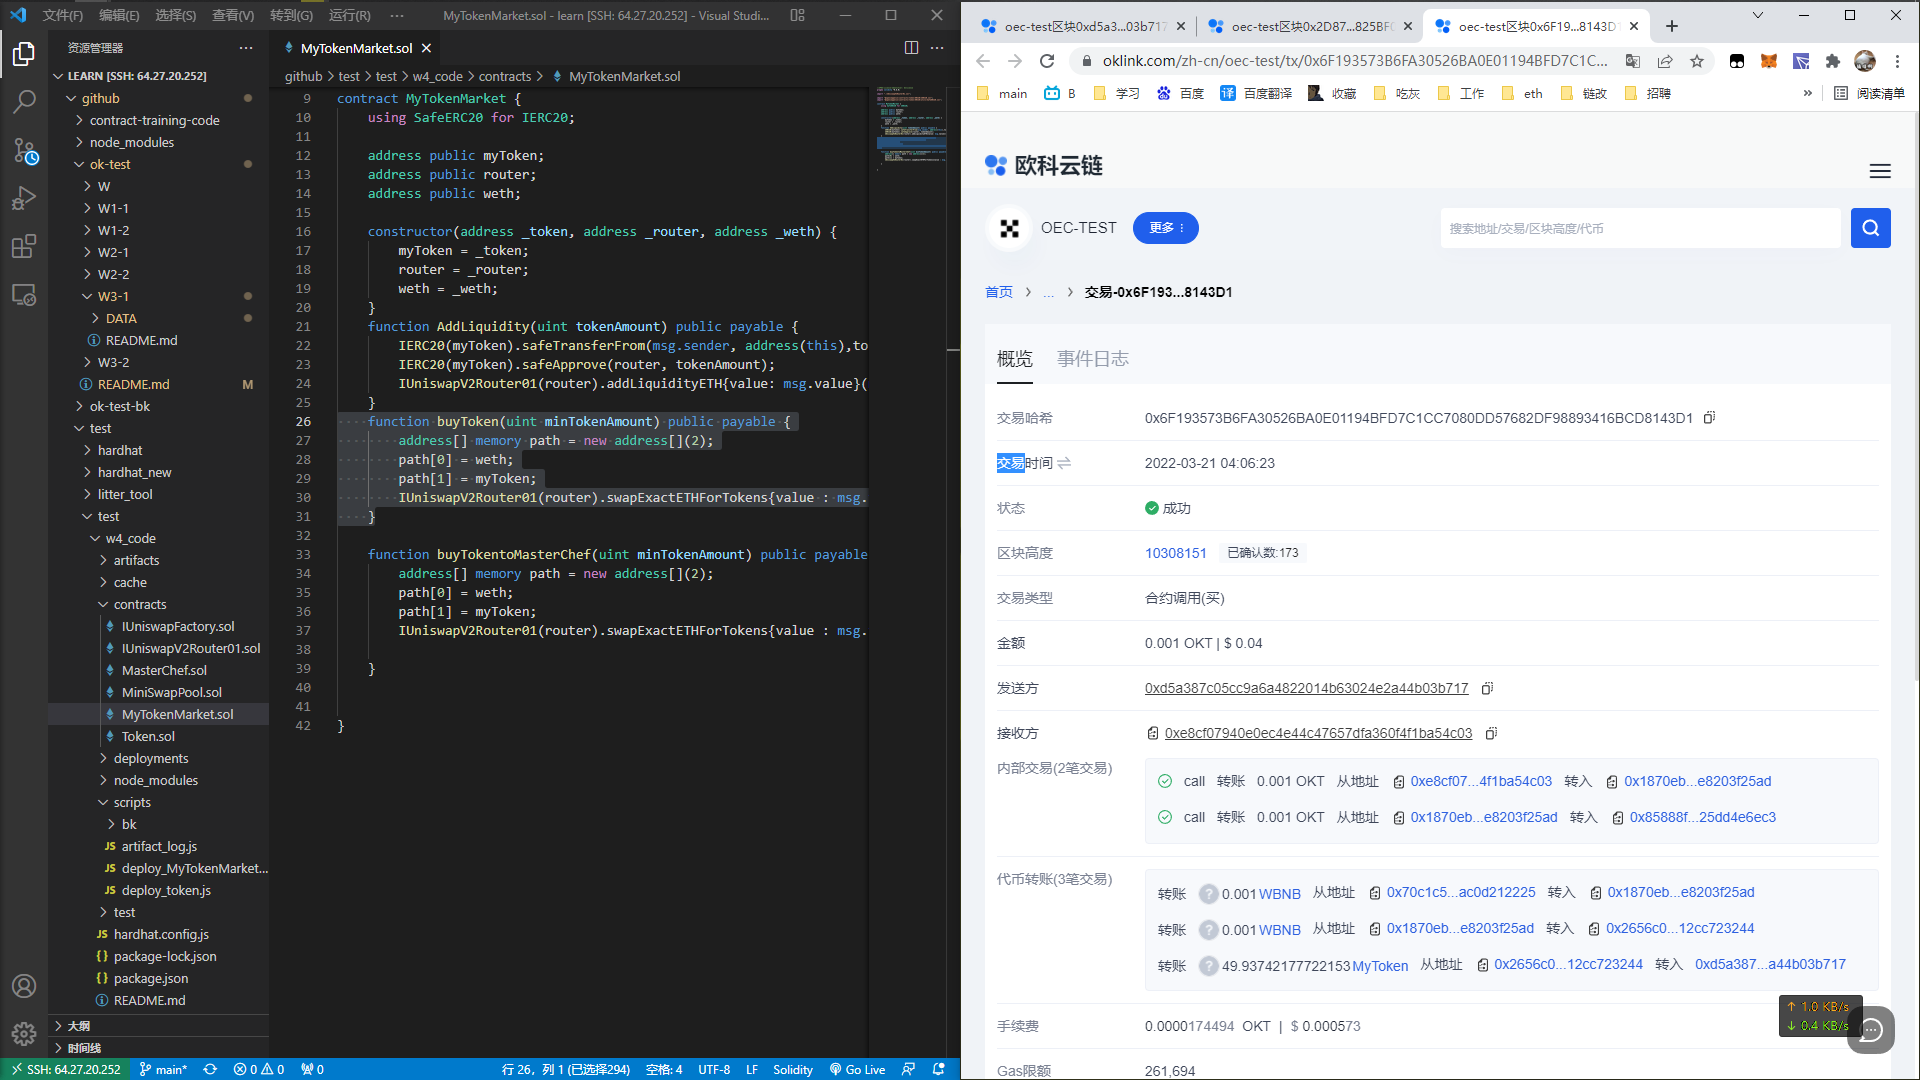 文件(F) 编辑(E) 选择(S) 查看(V) 转到(G) 运行(R) ··· MyTokenMarket.sol - learn [SSH: 64.27.20.252] - Visual Studi...
资源管理器 ···
LEARN [SSH: 64.27.20.252]
github
contract-training-code
node_modules
ok-test
W
W1-1
W1-2
W2-1
W2-2
W3-1
DATA
README.md
W3-2
README.md M
ok-test-bk
test
hardhat
hardhat_new
litter_tool
test
w4_code
artifacts
cache
contracts
IUniswapFactory.sol
IUniswapV2Router01.sol
MasterChef.sol
MiniSwapPool.sol
MyTokenMarket.sol
Token.sol
deployments
node_modules
scripts
bk
JS artifact_log.js
JS deploy_MyTokenMarket...
JS deploy_token.js
test
JS hardhat.config.js
{} package-lock.json
{} package.json
README.md
大纲
时间线
MyTokenMarket.sol
github > test > test > w4_code > contracts > MyTokenMarket.sol
9 contract MyTokenMarket {
10 using SafeERC20 for IERC20;
11
12 address public myToken;
13 address public router;
14 address public weth;
15
16 constructor(address _token, address _router, address _weth) {
17 myToken = _token;
18 router = _router;
19 weth = _weth;
20 }
21 function AddLiquidity(uint tokenAmount) public payable {
22 IERC20(myToken).safeTransferFrom(msg.sender, address(this),to
23 IERC20(myToken).safeApprove(router, tokenAmount);
24 IUniswapV2Router01(router).addLiquidityETH{value: msg.value}(
25 }
26 function buyToken(uint minTokenAmount) public payable {
27 address[] memory path = new address[](2);
28 path[0] = weth;
29 path[1] = myToken;
30 IUniswapV2Router01(router).swapExactETHForTokens{value : msg.
31 }
32
33 function buyTokentoMasterChef(uint minTokenAmount) public payable
34 address[] memory path = new address[](2);
35 path[0] = weth;
36 path[1] = myToken;
37 IUniswapV2Router01(router).swapExactETHForTokens{value : msg.
38
39 }
40
41
42 }
SSH: 64.27.20.252 main* 0 0 0 行 26，列 1 (已选择294) 空格: 4 UTF-8 LF Solidity Go Live
oec-test区块0xd5a3...03b717 oec-test区块0x2D87...825BF oec-test区块0x6F19...8143D
oklink.com/zh-cn/oec-test/tx/0x6F193573B6FA30526BA0E01194BFD7C1C...
main B 学习 百度 译 百度翻译 收藏 吃灰 工作 eth 链改 招聘 » 阅读清单
欧科云链
OEC-TEST 更多 搜索地址/交易/区块高度/代币
首页 > ... > 交易-0x6F193...8143D1
概览 事件日志
交易哈希 0x6F193573B6FA30526BA0E01194BFD7C1CC7080DD57682DF98893416BCD8143D1
交易时间 2022-03-21 04:06:23
状态 成功
区块高度 10308151 已确认数:173
交易类型 合约调用(买)
金额 0.001 OKT | $ 0.04
发送方 0xd5a387c05cc9a6a4822014b63024e2a44b03b717
接收方 0xe8cf07940e0ec4e44c47657dfa360f4f1ba54c03
内部交易(2笔交易) call 转账 0.001 OKT 从地址 0xe8cf07...4f1ba54c03 转入 0x1870eb...e8203f25ad
call 转账 0.001 OKT 从地址 0x1870eb...e8203f25ad 转入 0x85888f...25dd4e6ec3
代币转账(3笔交易) 转账 ? 0.001 WBNB 从地址 0x70c1c5...ac0d212225 转入 0x1870eb...e8203f25ad
转账 ? 0.001 WBNB 从地址 0x1870eb...e8203f25ad 转入 0x2656c0...12cc723244
转账 ? 49.93742177722153 MyToken 从地址 0x2656c0...12cc723244 转入 0xd5a387...a44b03b717
↑ 1.0 KB/s
↓ 0.4 KB/s
手续费 0.0000174494 OKT | $ 0.000573
Gas限额 261,694